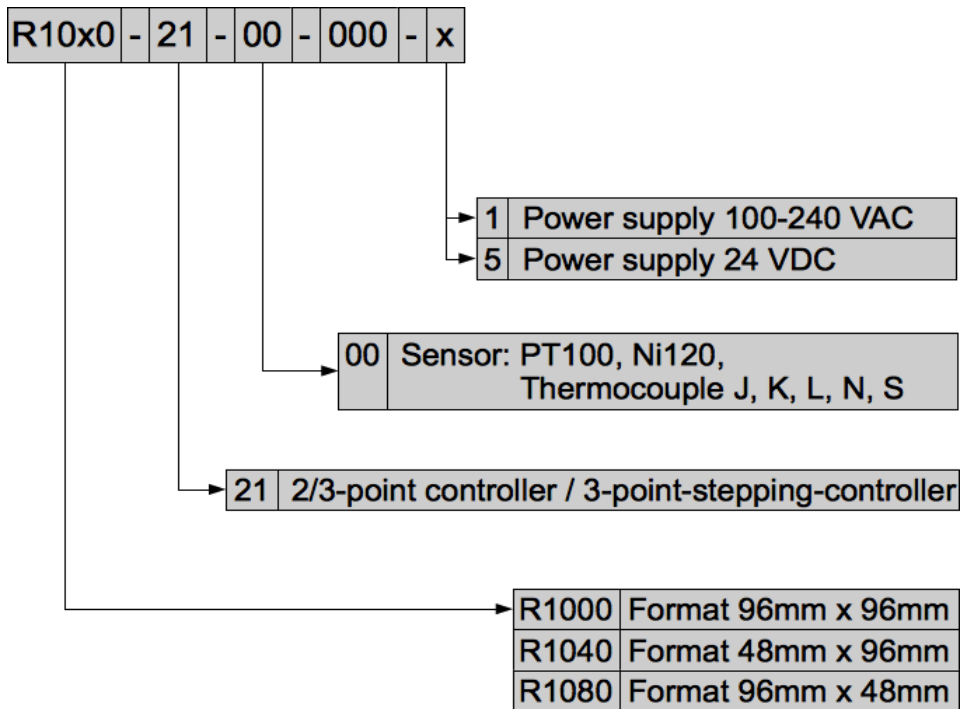 R10x0 - 21 - 00 - 000 - x
1 Power supply 100-240 VAC
5 Power supply 24 VDC
00 Sensor: PT100, Ni120,
Thermocouple J, K, L, N, S
21 2/3-point controller / 3-point-stepping-controller
R1000 Format 96mm x 96mm
R1040 Format 48mm x 96mm
R1080 Format 96mm x 48mm